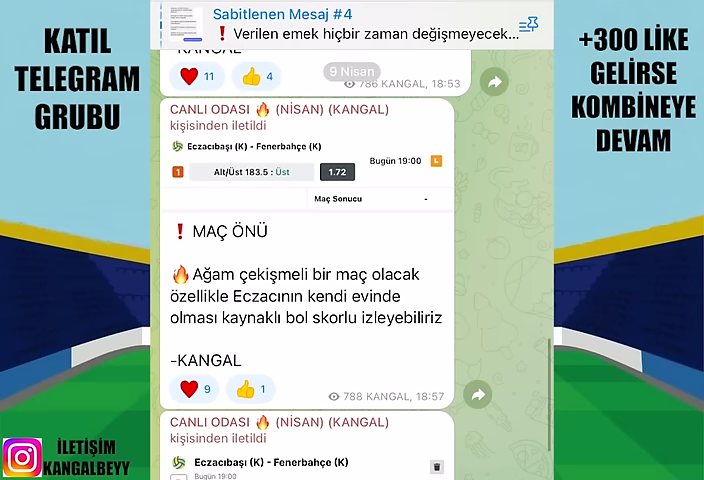 KATIL
TELEGRAM
GRUBU
Sabitlenen Mesaj #4
❗ Verilen emek hiçbir zaman değişmeyecek...
-KANGAL
❤️ 11 👍 4
9 Nisan
786 KANGAL, 18:53
CANLI ODASI 🔥 (NİSAN) (KANGAL)
kişisinden iletildi
Eczacıbaşı (K) - Fenerbahçe (K)
Bugün 19:00
L
1
Alt/Üst 183.5 : Üst
1.72
Maç Sonucu
-
❗ MAÇ ÖNÜ
🔥Ağam çekişmeli bir maç olacak
özellikle Eczacının kendi evinde
olması kaynaklı bol skorlu izleyebiliriz
-KANGAL
❤️ 9 👍 1
788 KANGAL, 18:57
CANLI ODASI 🔥 (NİSAN) (KANGAL)
kişisinden iletildi
Eczacıbaşı (K) - Fenerbahçe (K)
Bugün 19:00
+300 LİKE
GELİRSE
KOMBİNEYE
DEVAM
İLETİŞİM
KANGALBEYY